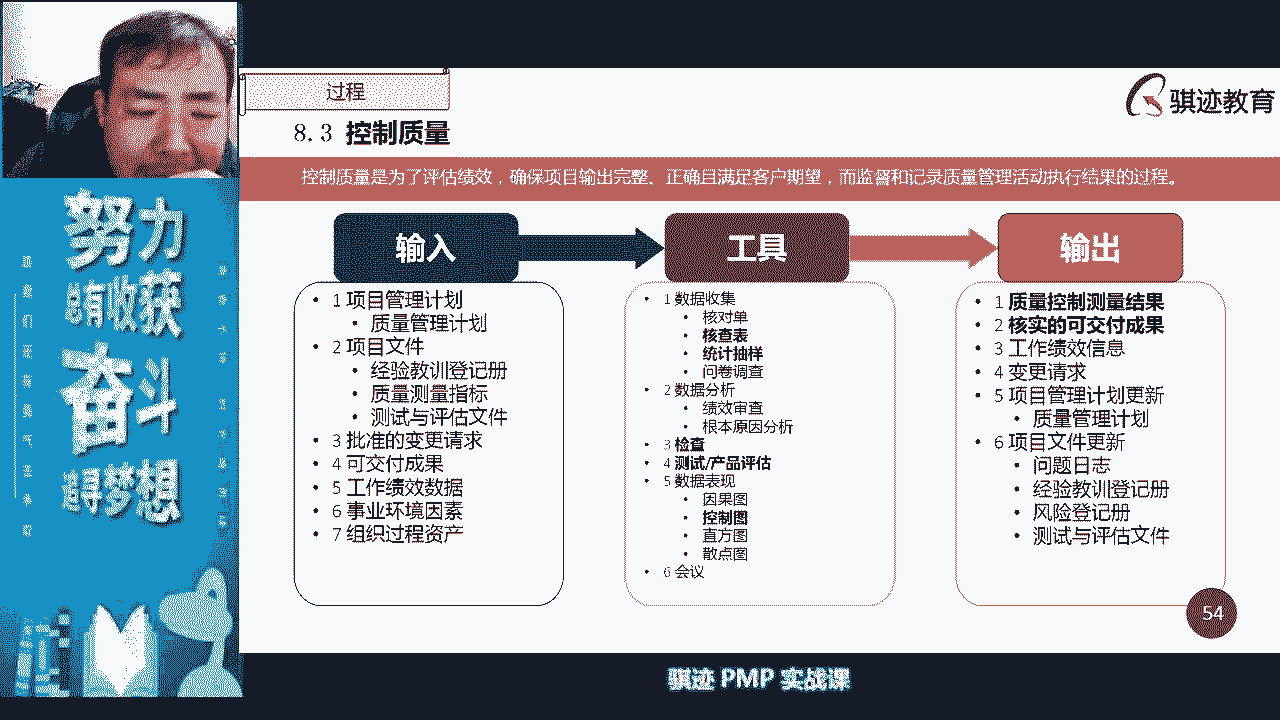 过程
骐迹教育
8.3 控制质量
控制质量是为了评估绩效，确保项目输出完整、正确且满足客户期望，而监督和记录质量管理活动执行结果的过程。
输入
• 1 项目管理计划
• 质量管理计划
• 2 项目文件
• 经验教训登记册
• 质量测量指标
• 测试与评估文件
• 3 批准的变更请求
• 4 可交付成果
• 5 工作绩效数据
• 6 事业环境因素
• 7 组织过程资产
工具
• 1 数据收集
• 核对单
• 核查表
• 统计抽样
• 问卷调查
• 2 数据分析
• 绩效审查
• 根本原因分析
• 3 检查
• 4 测试/产品评估
• 5 数据表现
• 因果图
• 控制图
• 直方图
• 散点图
• 6 会议
输出
• 1 质量控制测量结果
• 2 核实的可交付成果
• 3 工作绩效信息
• 4 变更请求
• 5 项目管理计划更新
• 质量管理计划
• 6 项目文件更新
• 问题日志
• 经验教训登记册
• 风险登记册
• 测试与评估文件
54
努力
总有收获
奋斗
追寻梦想
骐迹 PMP 实战课